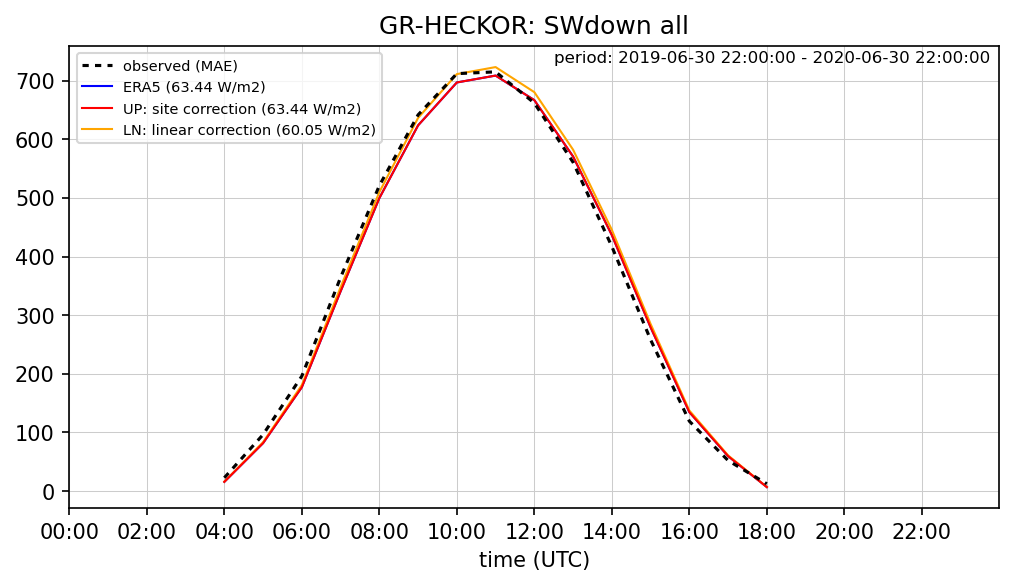 GR-HECKOR: SWdown all
period: 2019-06-30 22:00:00 - 2020-06-30 22:00:00
observed (MAE)
ERA5 (63.44 W/m2)
UP: site correction (63.44 W/m2)
LN: linear correction (60.05 W/m2)
700
600
500
400
300
200
100
0
00:00 02:00 04:00 06:00 08:00 10:00 12:00 14:00 16:00 18:00 20:00 22:00
time (UTC)